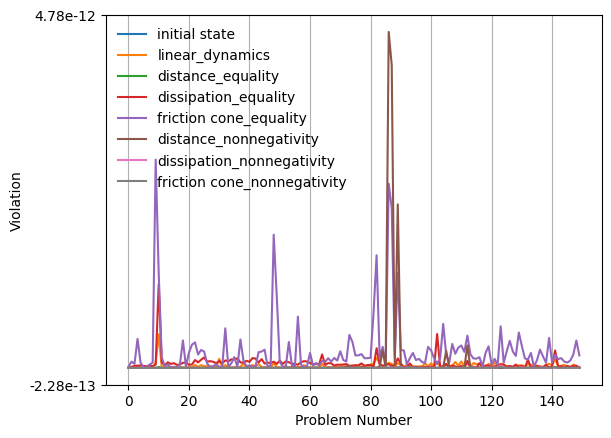 4.78e-12
initial state
linear_dynamics
distance_equality
dissipation_equality
friction cone_equality
distance_nonnegativity
dissipation_nonnegativity
friction cone_nonnegativity
Violation
-2.28e-13
0 20 40 60 80 100 120 140
Problem Number